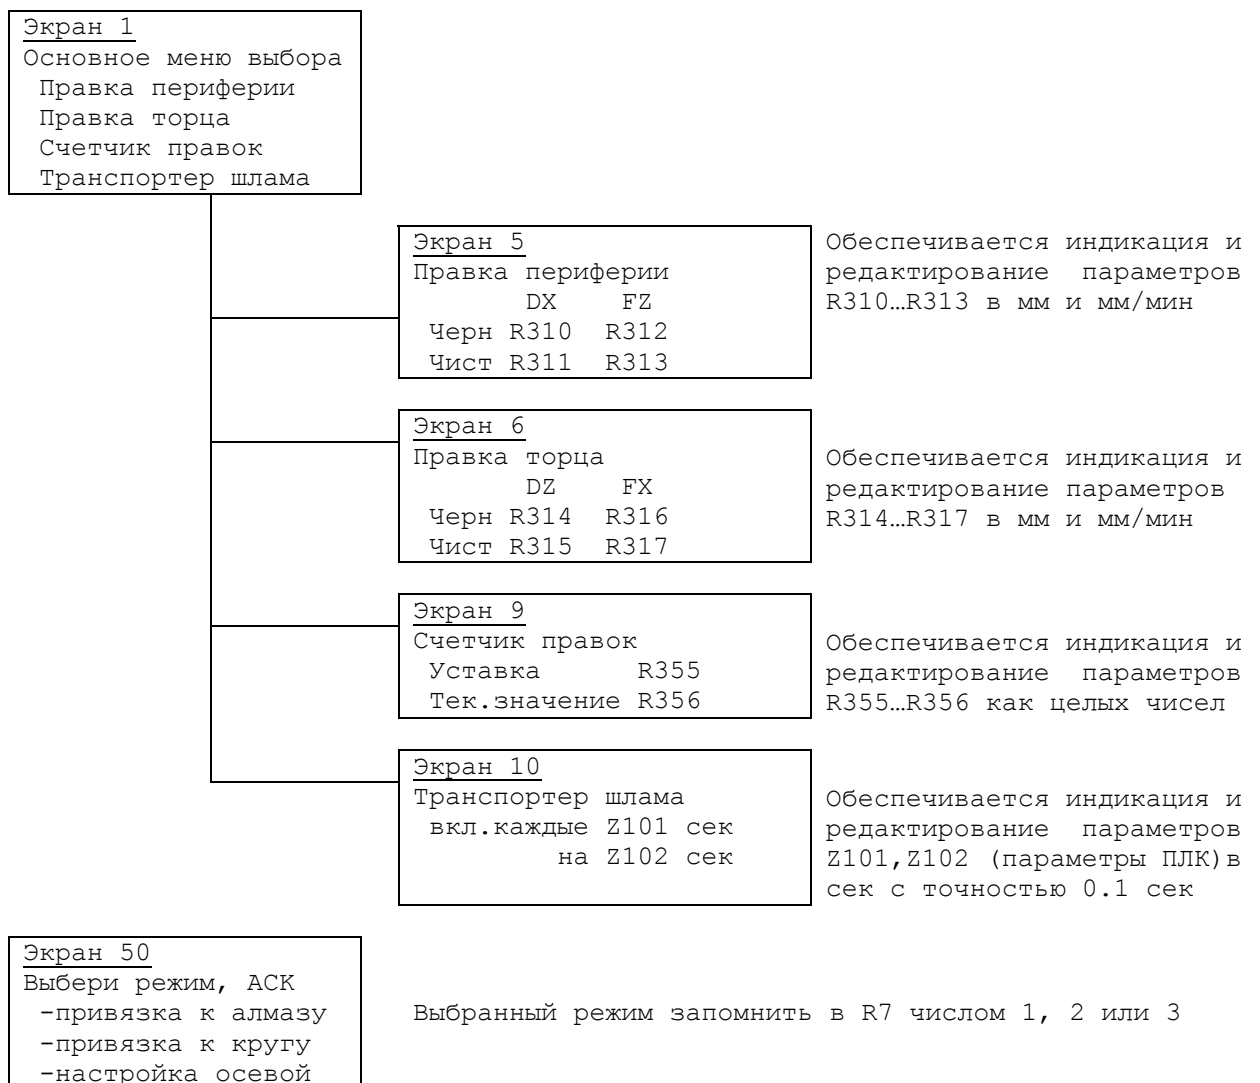 Экран 1
Основное меню выбора
Правка периферии
Правка торца
Счетчик правок
Транспортер шлама
Экран 5
Правка периферии
DX FZ
Черн R310 R312
Чист R311 R313
Обеспечивается индикация и
редактирование параметров
R310…R313 в мм и мм/мин
Экран 6
Правка торца
DZ FX
Черн R314 R316
Чист R315 R317
Обеспечивается индикация и
редактирование параметров
R314…R317 в мм и мм/мин
Экран 9
Счетчик правок
Уставка R355
Тек.значение R356
Обеспечивается индикация и
редактирование параметров
R355…R356 как целых чисел
Экран 10
Транспортер шлама
вкл.каждые Z101 сек
на Z102 сек
Обеспечивается индикация и
редактирование параметров
Z101,Z102 (параметры ПЛК)в
сек с точностью 0.1 сек
Экран 50
Выбери режим, АСК
-привязка к алмазу
-привязка к кругу
-настройка осевой
Выбранный режим запомнить в R7 числом 1, 2 или 3